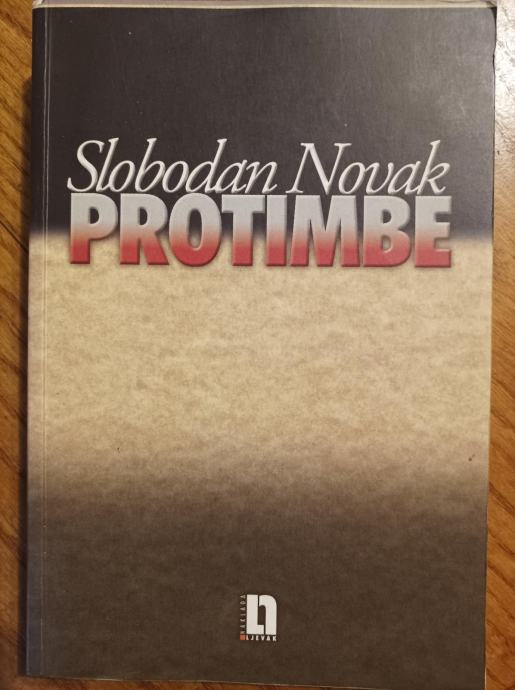 Slobodan Novak
PROTIMBE
NAKLADA
LJEVAK